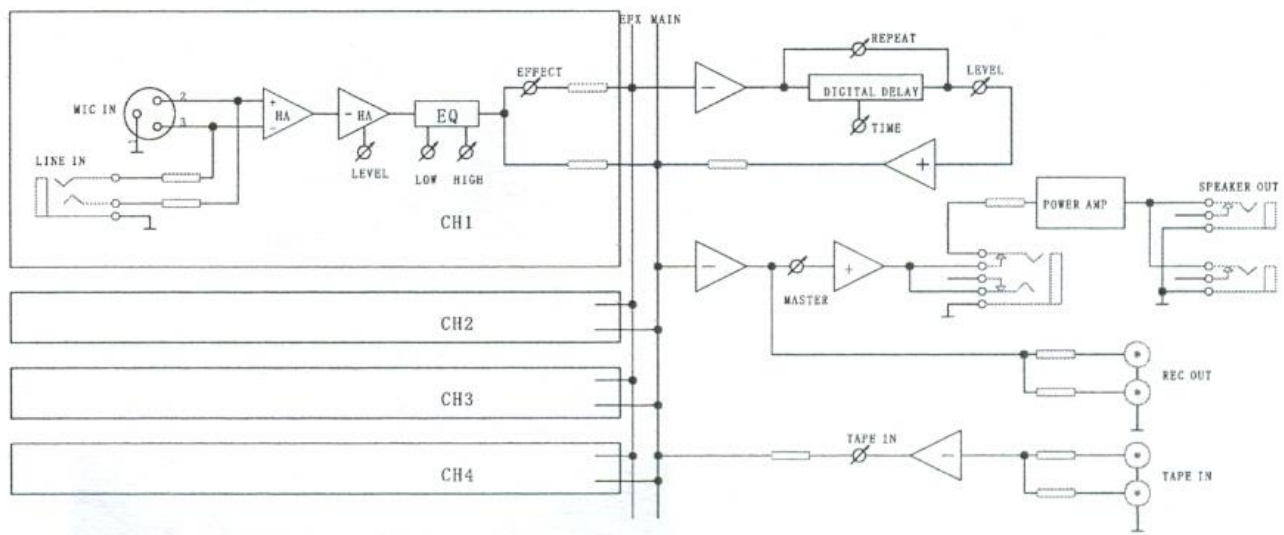 EFX MAIN
REPEAT
EFFECT
LEVEL
MIC IN
2
3
+
HA
-
- HA
EQ
-
DIGITAL DELAY
TIME
LINE IN
LEVEL
LOW HIGH
+
CH1
POWER AMP
SPEAKER OUT
-
+
MASTER
CH2
CH3
REC OUT
CH4
TAPE IN
-
TAPE IN